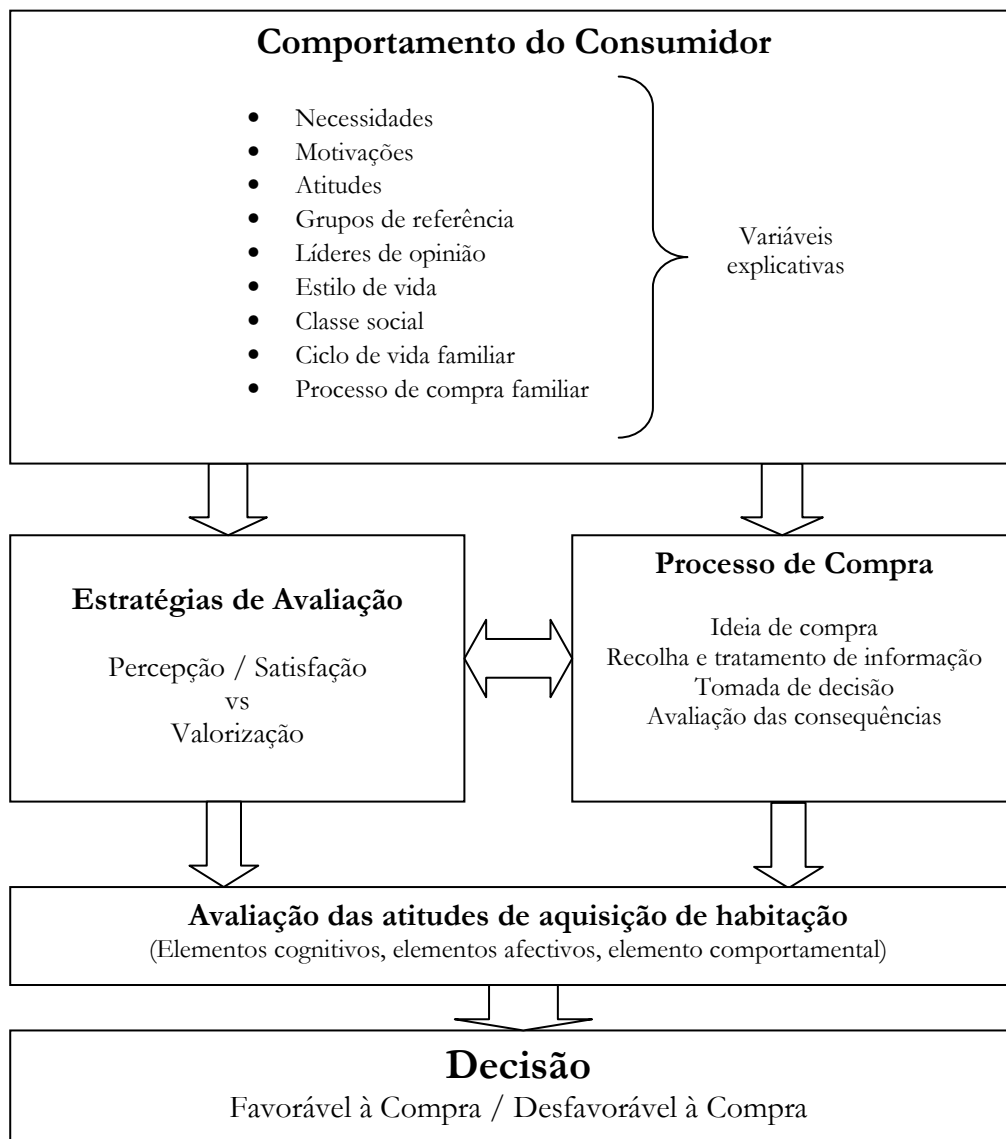 Comportamento do Consumidor
• Necessidades
• Motivações
• Atitudes
• Grupos de referência
• Líderes de opinião
• Estilo de vida
• Classe social
• Ciclo de vida familiar
• Processo de compra familiar
Variáveis
explicativas
Estratégias de Avaliação
Percepção / Satisfação
vs
Valorização
Processo de Compra
Ideia de compra
Recolha e tratamento de informação
Tomada de decisão
Avaliação das consequências
Avaliação das atitudes de aquisição de habitação
(Elementos cognitivos, elementos afectivos, elemento comportamental)
Decisão
Favorável à Compra / Desfavorável à Compra